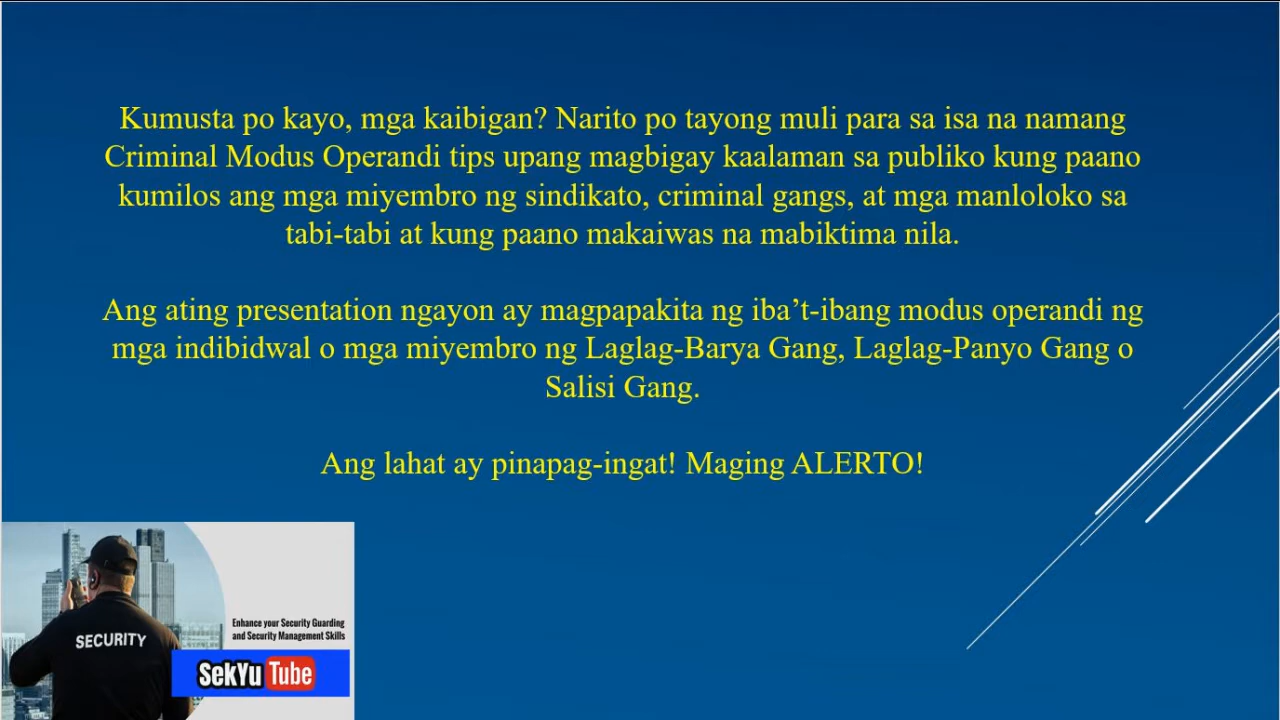 Kumusta po kayo, mga kaibigan? Narito po tayong muli para sa isa na namang
Criminal Modus Operandi tips upang magbigay kaalaman sa publiko kung paano
kumilos ang mga miyembro ng sindikato, criminal gangs, at mga manloloko sa
tabi-tabi at kung paano makaiwas na mabiktima nila.
Ang ating presentation ngayon ay magpapakita ng iba’t-ibang modus operandi ng
mga indibidwal o mga miyembro ng Laglag-Barya Gang, Laglag-Panyo Gang o
Salisi Gang.
Ang lahat ay pinapag-ingat! Maging ALERTO!
Enhance your Security Guarding
and Security Management Skills
SECURITY
SekYu Tube